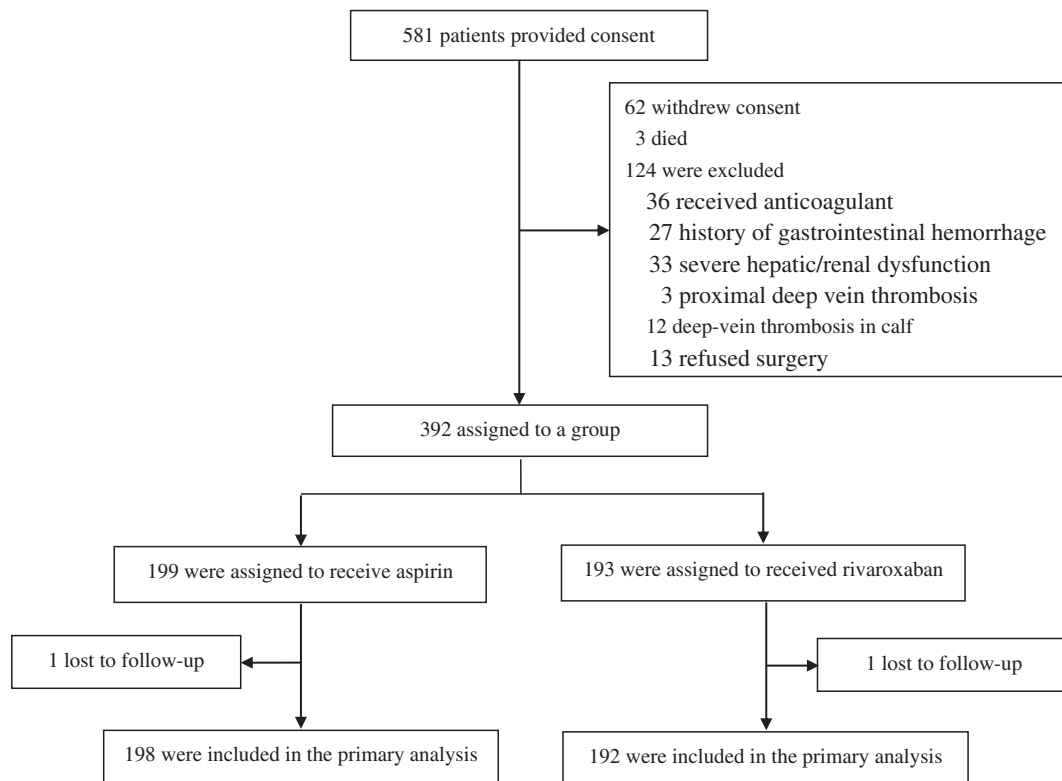 581 patients provided consent
62 withdrew consent
3 died
124 were excluded
36 received anticoagulant
27 history of gastrointestinal hemorrhage
33 severe hepatic/renal dysfunction
3 proximal deep vein thrombosis
12 deep-vein thrombosis in calf
13 refused surgery
392 assigned to a group
199 were assigned to receive aspirin
193 were assigned to received rivaroxaban
1 lost to follow-up
1 lost to follow-up
198 were included in the primary analysis
192 were included in the primary analysis